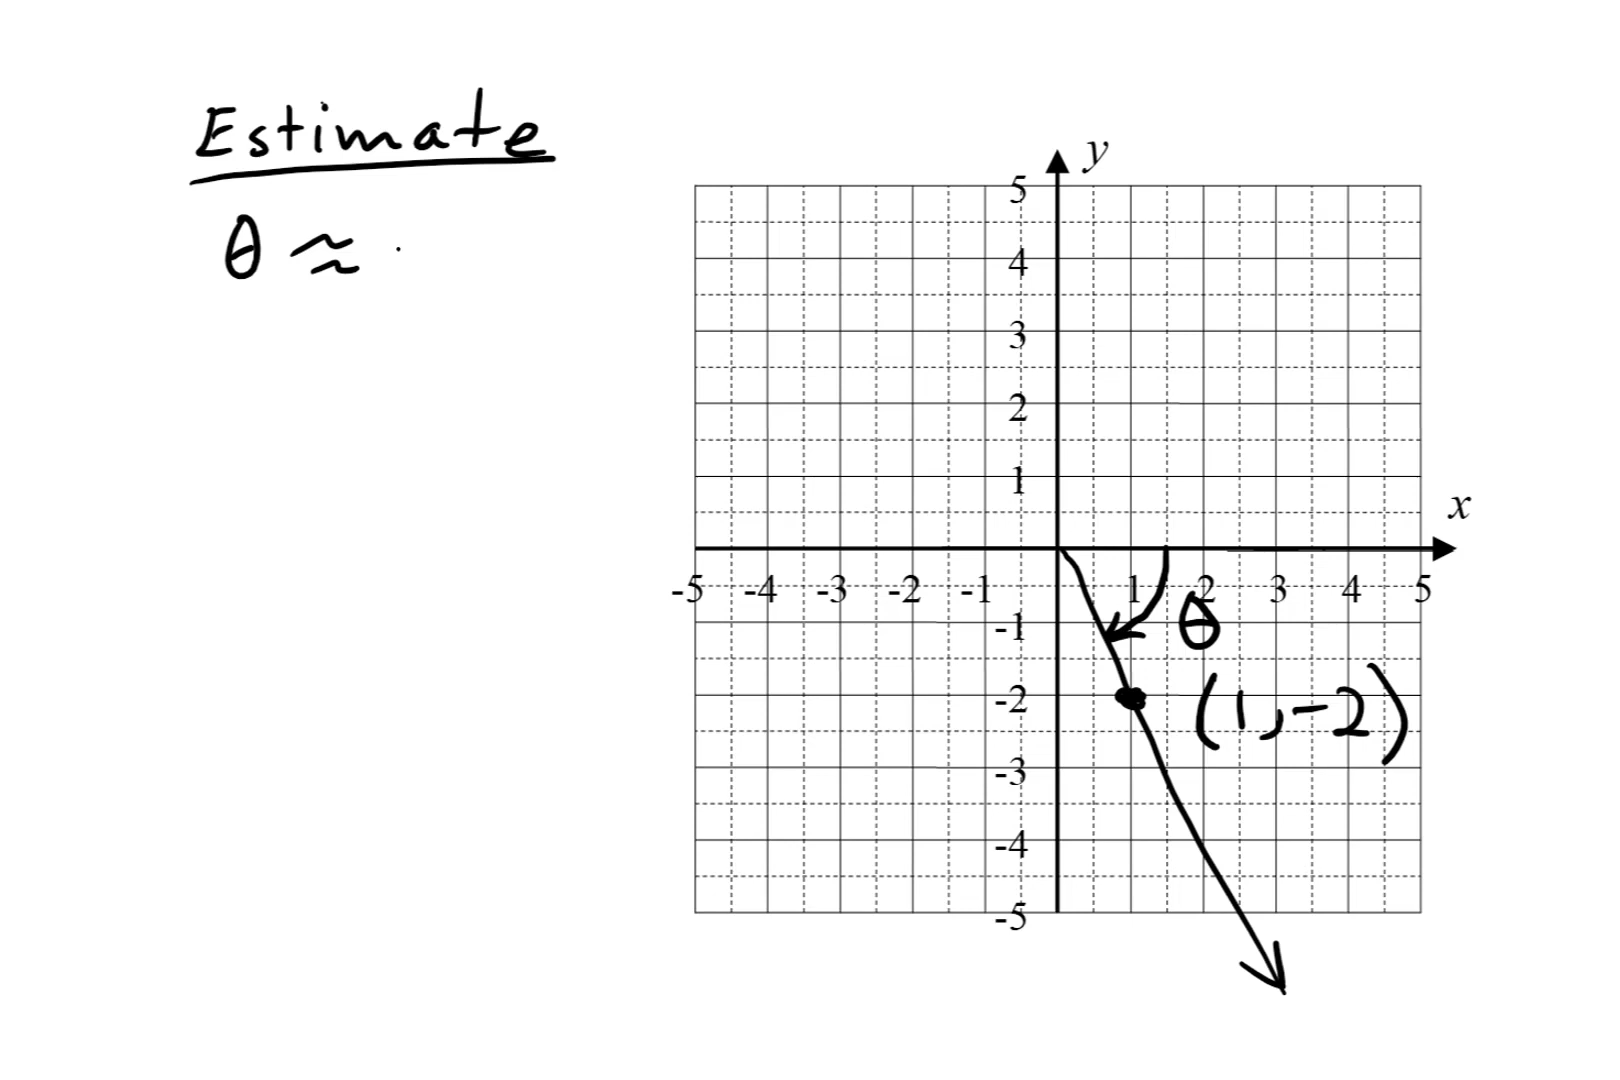 Estimate
θ ≈
y
5
4
3
2
1
x
-5 -4 -3 -2 -1 1 2 3 4 5
-1
θ
-2
(1,-2)
-3
-4
-5